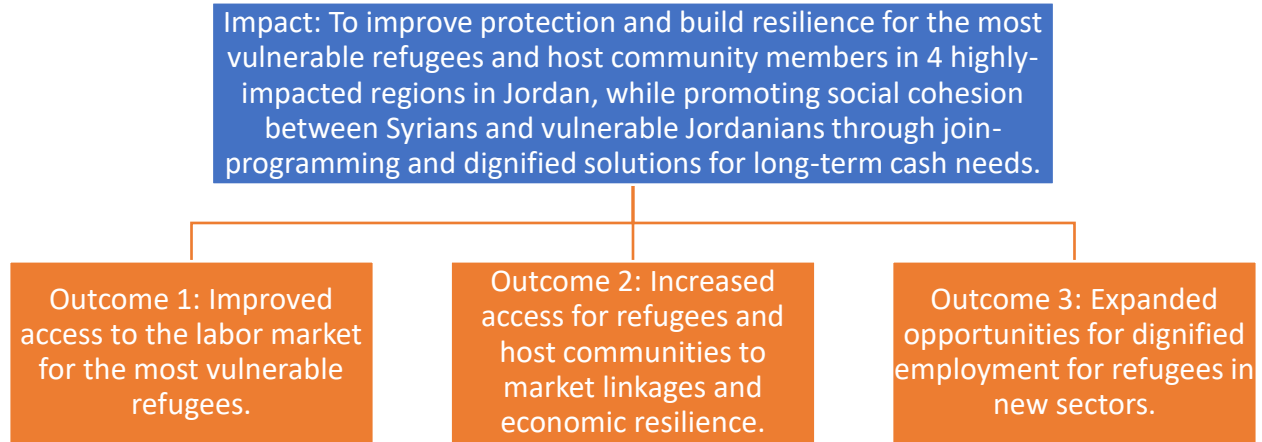 Impact: To improve protection and build resilience for the most
vulnerable refugees and host community members in 4 highly-
impacted regions in Jordan, while promoting social cohesion
between Syrians and vulnerable Jordanians through join-
programming and dignified solutions for long-term cash needs.
Outcome 1: Improved
access to the labor market
for the most vulnerable
refugees.
Outcome 2: Increased
access for refugees and
host communities to
market linkages and
economic resilience.
Outcome 3: Expanded
opportunities for dignified
employment for refugees in
new sectors.